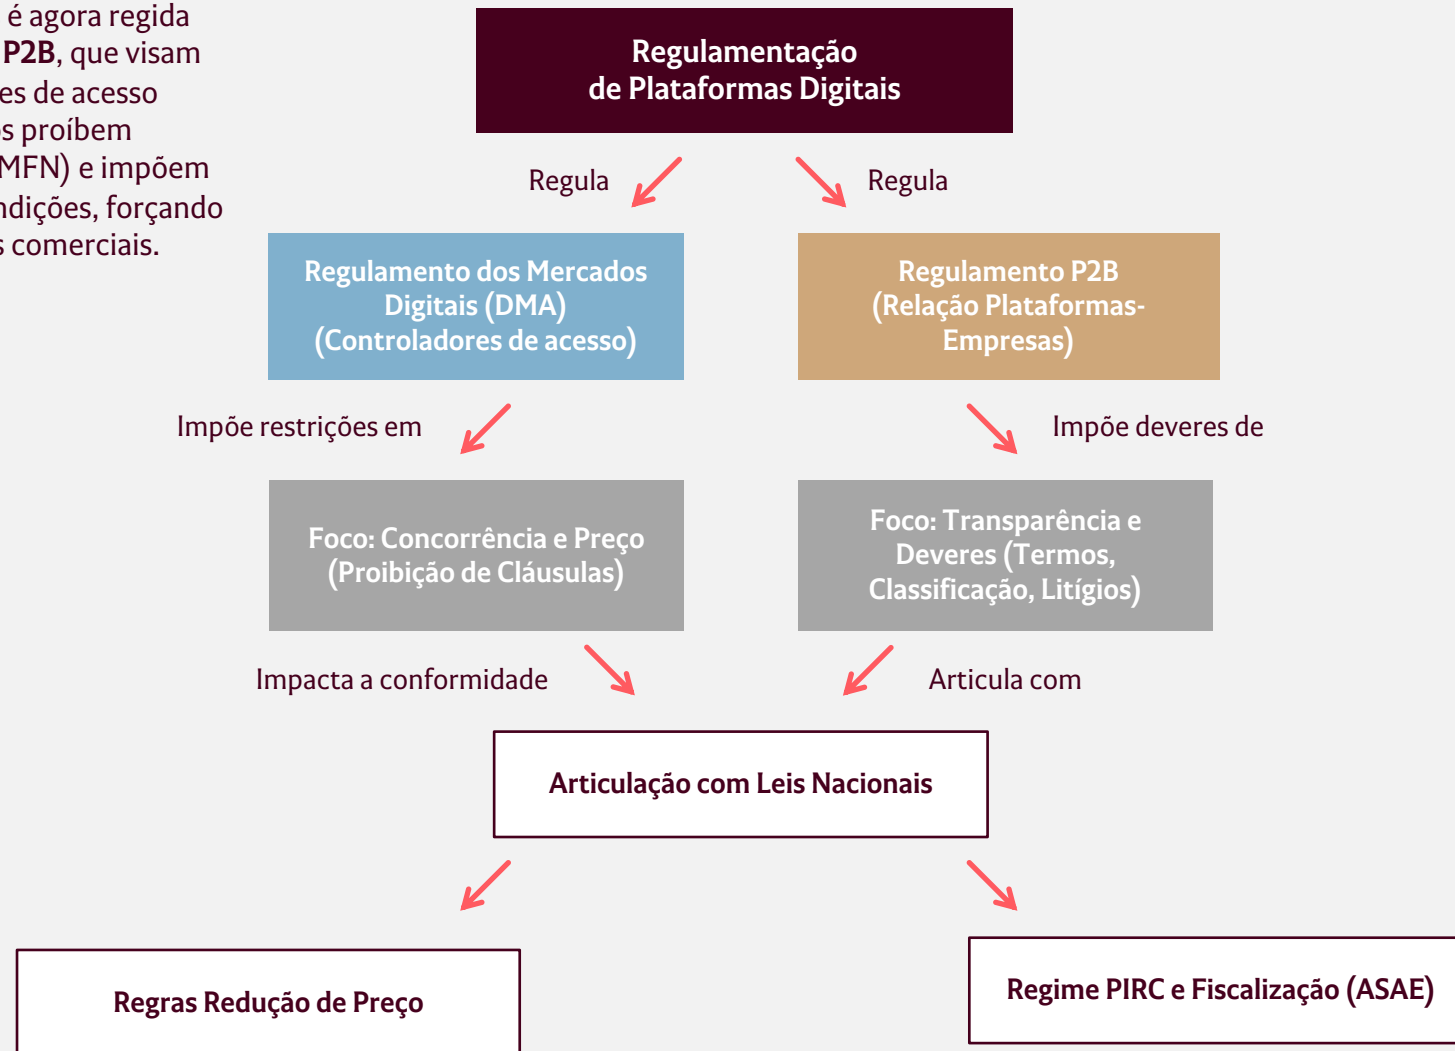 é agora regida
P2B, que visam
es de acesso
s proíbem
MFN) e impõem
ndições, forçando
s comerciais.
Regulamentação
de Plataformas Digitais
Regula
Regula
Regulamento dos Mercados
Digitais (DMA)
(Controladores de acesso)
Regulamento P2B
(Relação Plataformas-
Empresas)
Impõe restrições em
Impõe deveres de
Foco: Concorrência e Preço
(Proibição de Cláusulas)
Foco: Transparência e
Deveres (Termos,
Classificação, Litígios)
Impacta a conformidade
Articula com
Articulação com Leis Nacionais
Regras Redução de Preço
Regime PIRC e Fiscalização (ASAE)